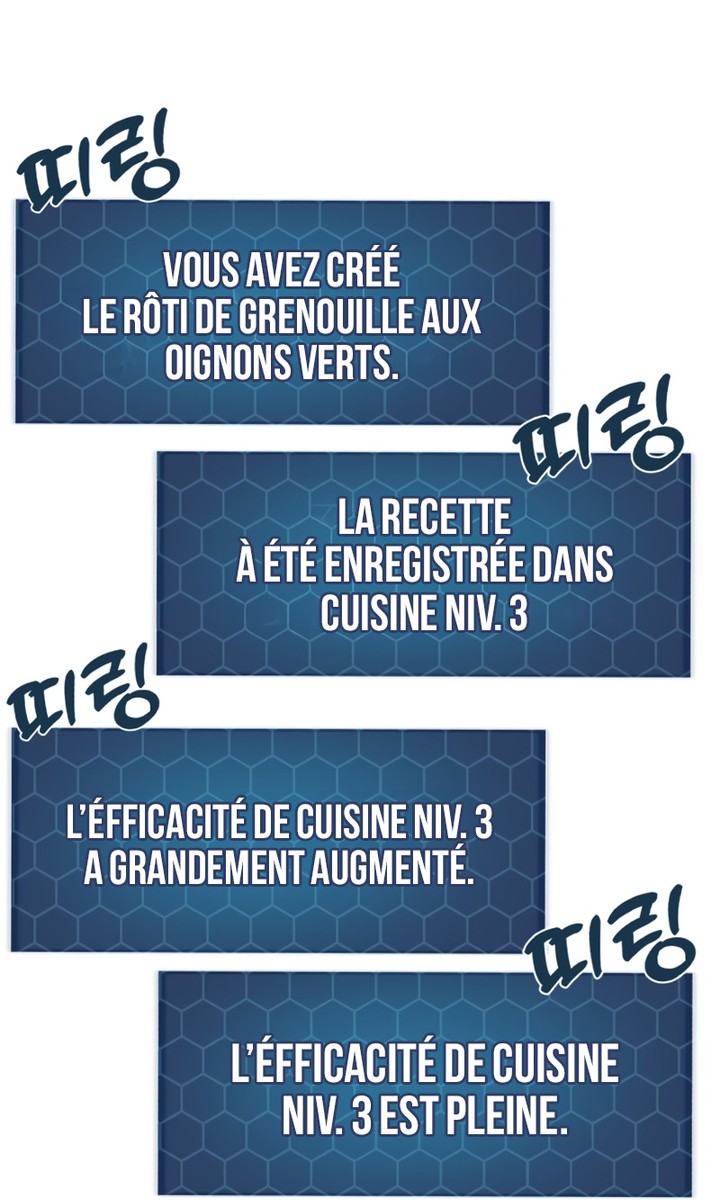 띠링
VOUS AVEZ CRÉÉ
LE RÔTI DE GRENOUILLE AUX
OIGNONS VERTS.
띠링
LA RECETTE
À ÉTÉ ENREGISTRÉE DANS
CUISINE NIV. 3
띠링
L'ÉFFICACITÉ DE CUISINE NIV. 3
A GRANDEMENT AUGMENTÉ.
띠링
L'ÉFFICACITÉ DE CUISINE
NIV. 3 EST PLEINE.